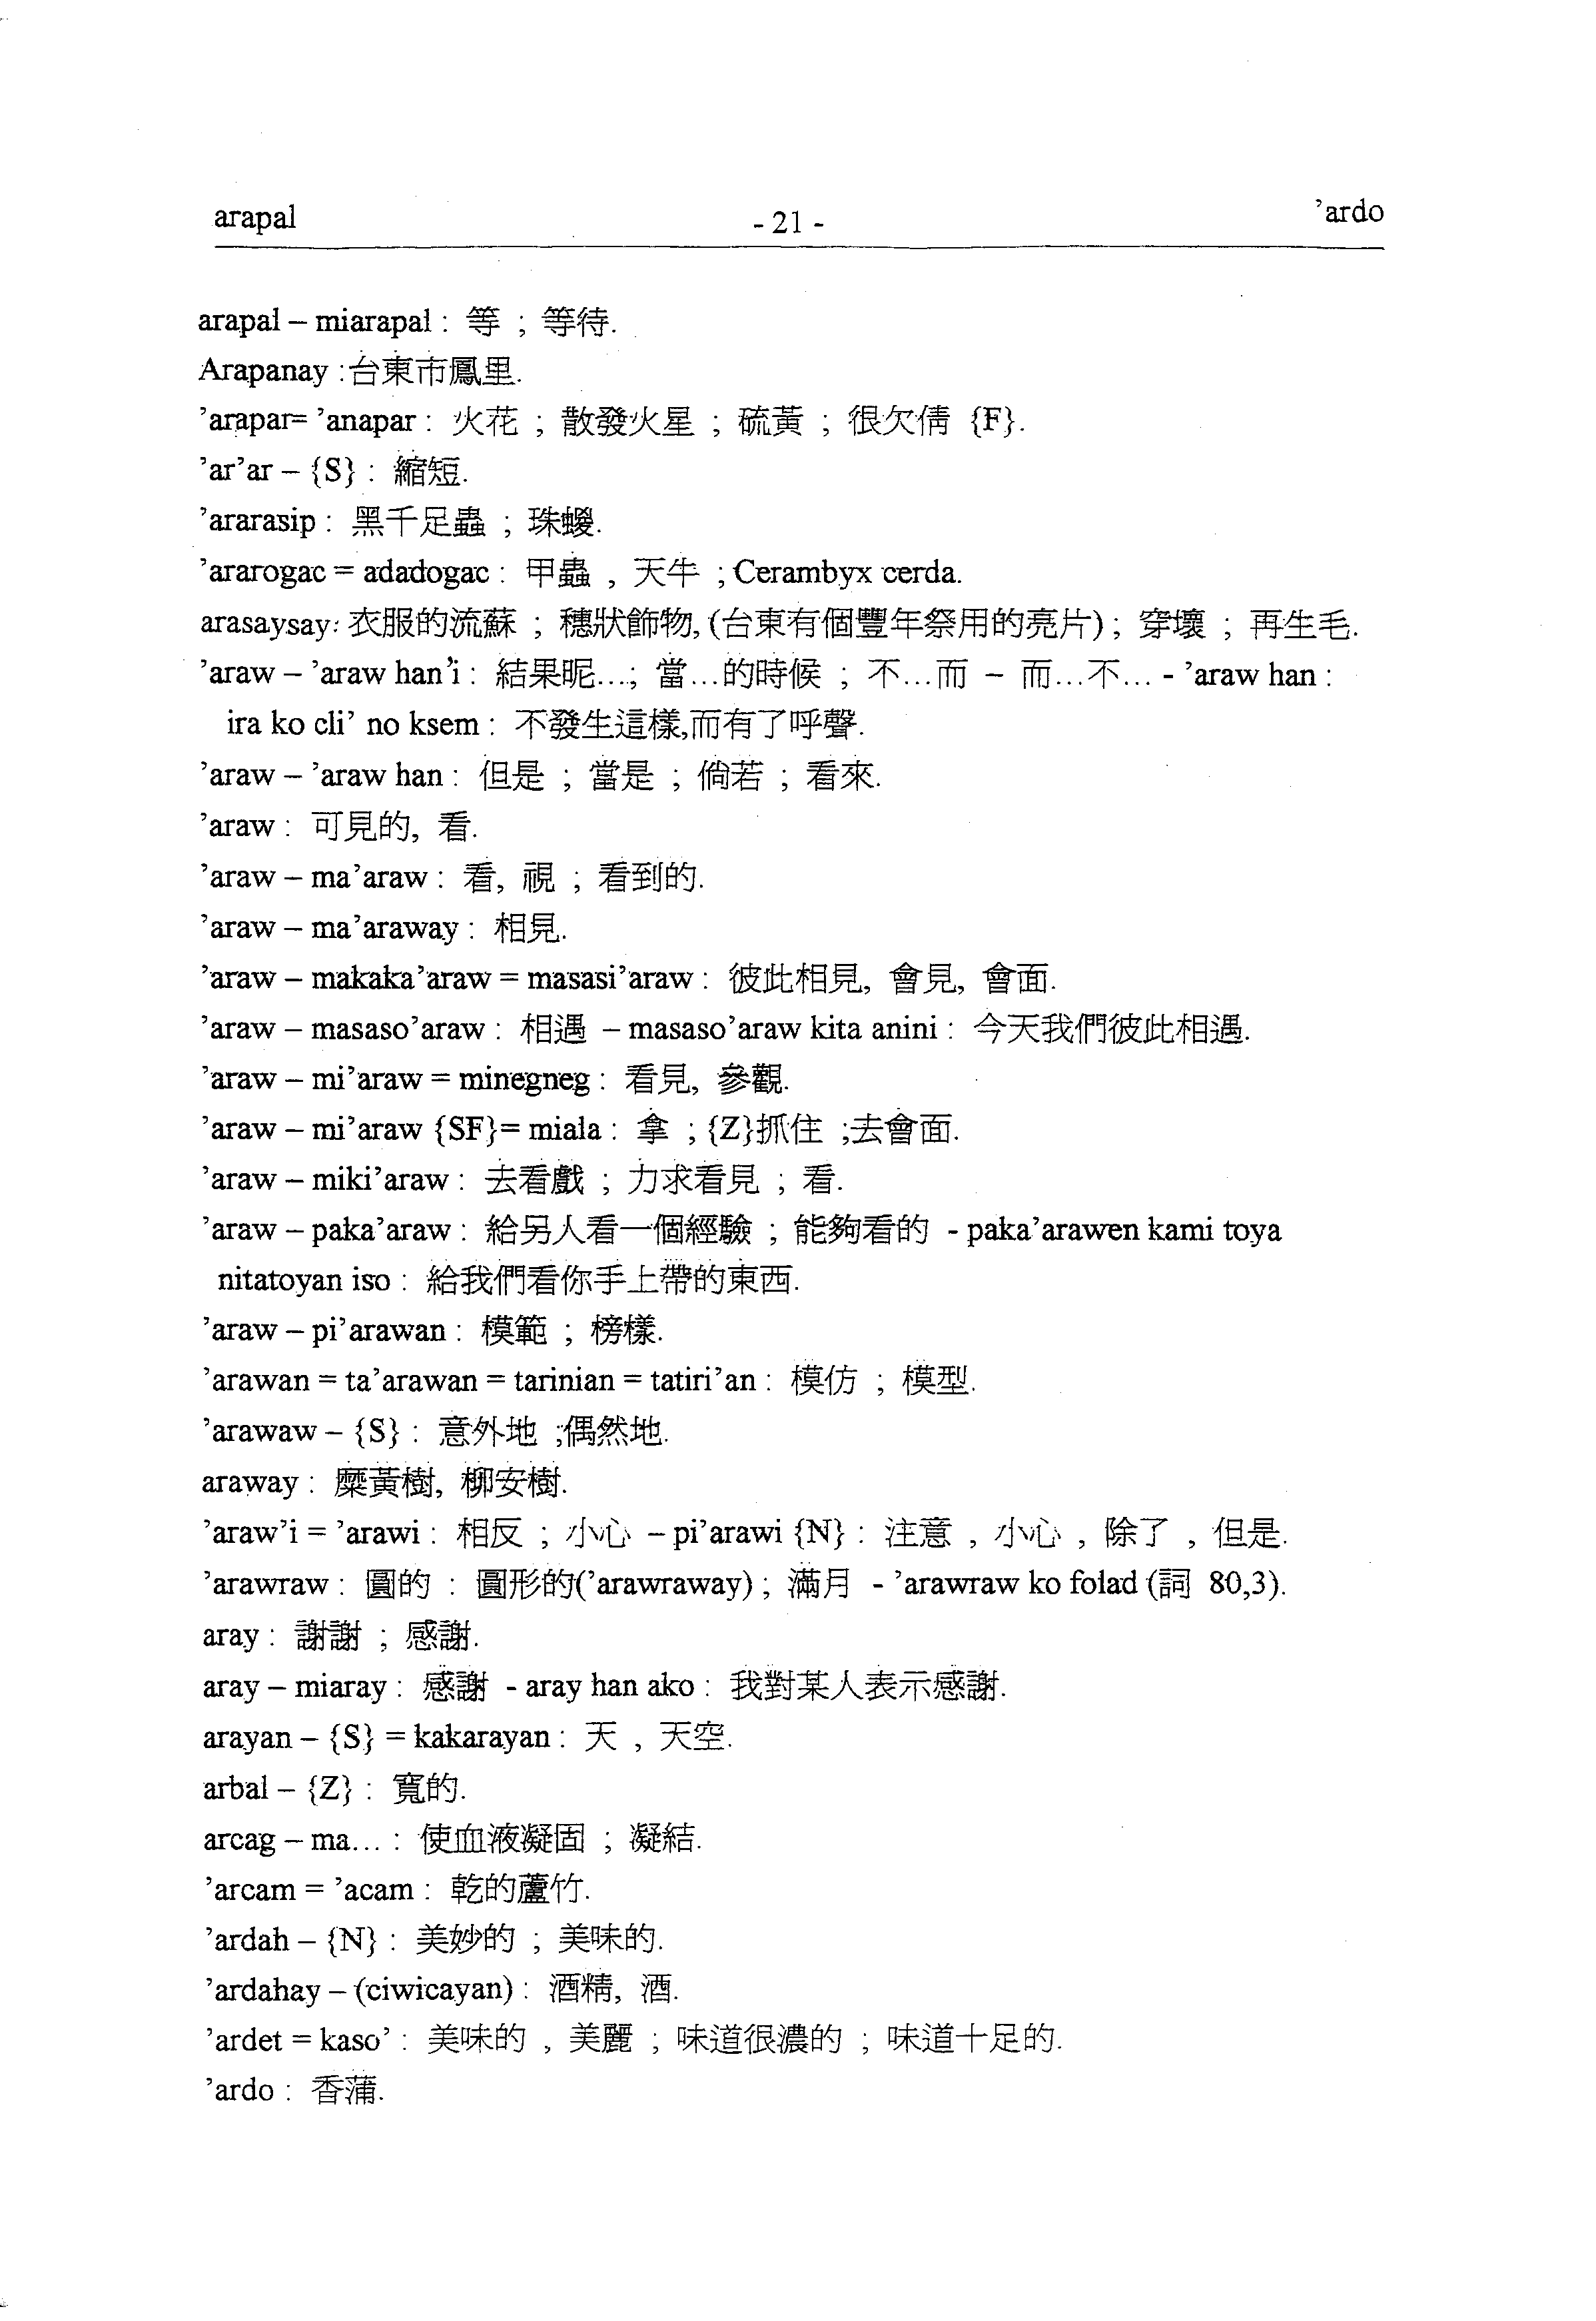 arapal
- 21 -
’ardo
arapal – miarapal : 等 ; 等待.
Arapanay :台東市鳳里.
’arapar= ’anapar : 火花 ; 散發火星 ; 硫黃 ; 很欠債 {F}.
’ar’ar – {S} : 縮短.
’ararasip : 黑千足蟲 ; 珠蠼.
’ararogac = adadogac : 甲蟲 , 天牛 ; Cerambyx cerda.
arasaysay: 衣服的流蘇 ; 穗狀飾物, (台東有個豐年祭用的亮片) ; 穿壞 ; 再生毛.
’araw – ’araw han’i : 結果呢...; 當...的時候 ; 不...而 – 而...不... - ’araw han :
ira ko cli’ no ksem : 不發生這樣,而有了呼聲.
’araw – ’araw han : 但是 ; 當是 ; 倘若 ; 看來.
’araw : 可見的, 看.
’araw – ma’araw : 看, 視 ; 看到的.
’araw – ma’araway : 相見.
’araw – makaka’araw = masasi’araw : 彼此相見, 會見, 會面.
’araw – masaso’araw : 相遇 – masaso’araw kita anini : 今天我們彼此相遇.
’araw – mi’araw = minegneg : 看見, 參觀.
’araw – mi’araw {SF}= miala : 拿 ; {Z}抓住 ;去會面.
’araw – miki’araw : 去看戲 ; 力求看見 ; 看.
’araw – paka’araw : 給另人看一個經驗 ; 能夠看的 - paka’arawen kami toya
nitatoyan iso : 給我們看你手上帶的東西.
’araw – pi’arawan : 模範 ; 榜樣.
’arawan = ta’arawan = tarinian = tatiri’an : 模仿 ; 模型.
’arawaw – {S} : 意外地 ;偶然地.
araway : 糜黃樹, 柳安樹.
’araw’i = ’arawi : 相反 ; 小心 – pi’arawi {N} : 注意 , 小心 , 除了 , 但是.
’arawraw : 圓的 : 圓形的(’arawraway) ; 滿月 - ’arawraw ko folad (詞 80,3).
aray : 謝謝 ; 感謝.
aray – miaray : 感謝 - aray han ako : 我對某人表示感謝.
arayan – {S} = kakarayan : 天 , 天空.
arbal – {Z} : 寬的.
arcag – ma... : 使血液凝固 ; 凝結.
’arcam = ’acam : 乾的蘆竹.
’ardah – {N} : 美妙的 ; 美味的.
’ardahay – (ciwicayan) : 酒精, 酒.
’ardet = kaso’ : 美味的 , 美麗 ; 味道很濃的 ; 味道十足的.
’ardo : 香蒲.